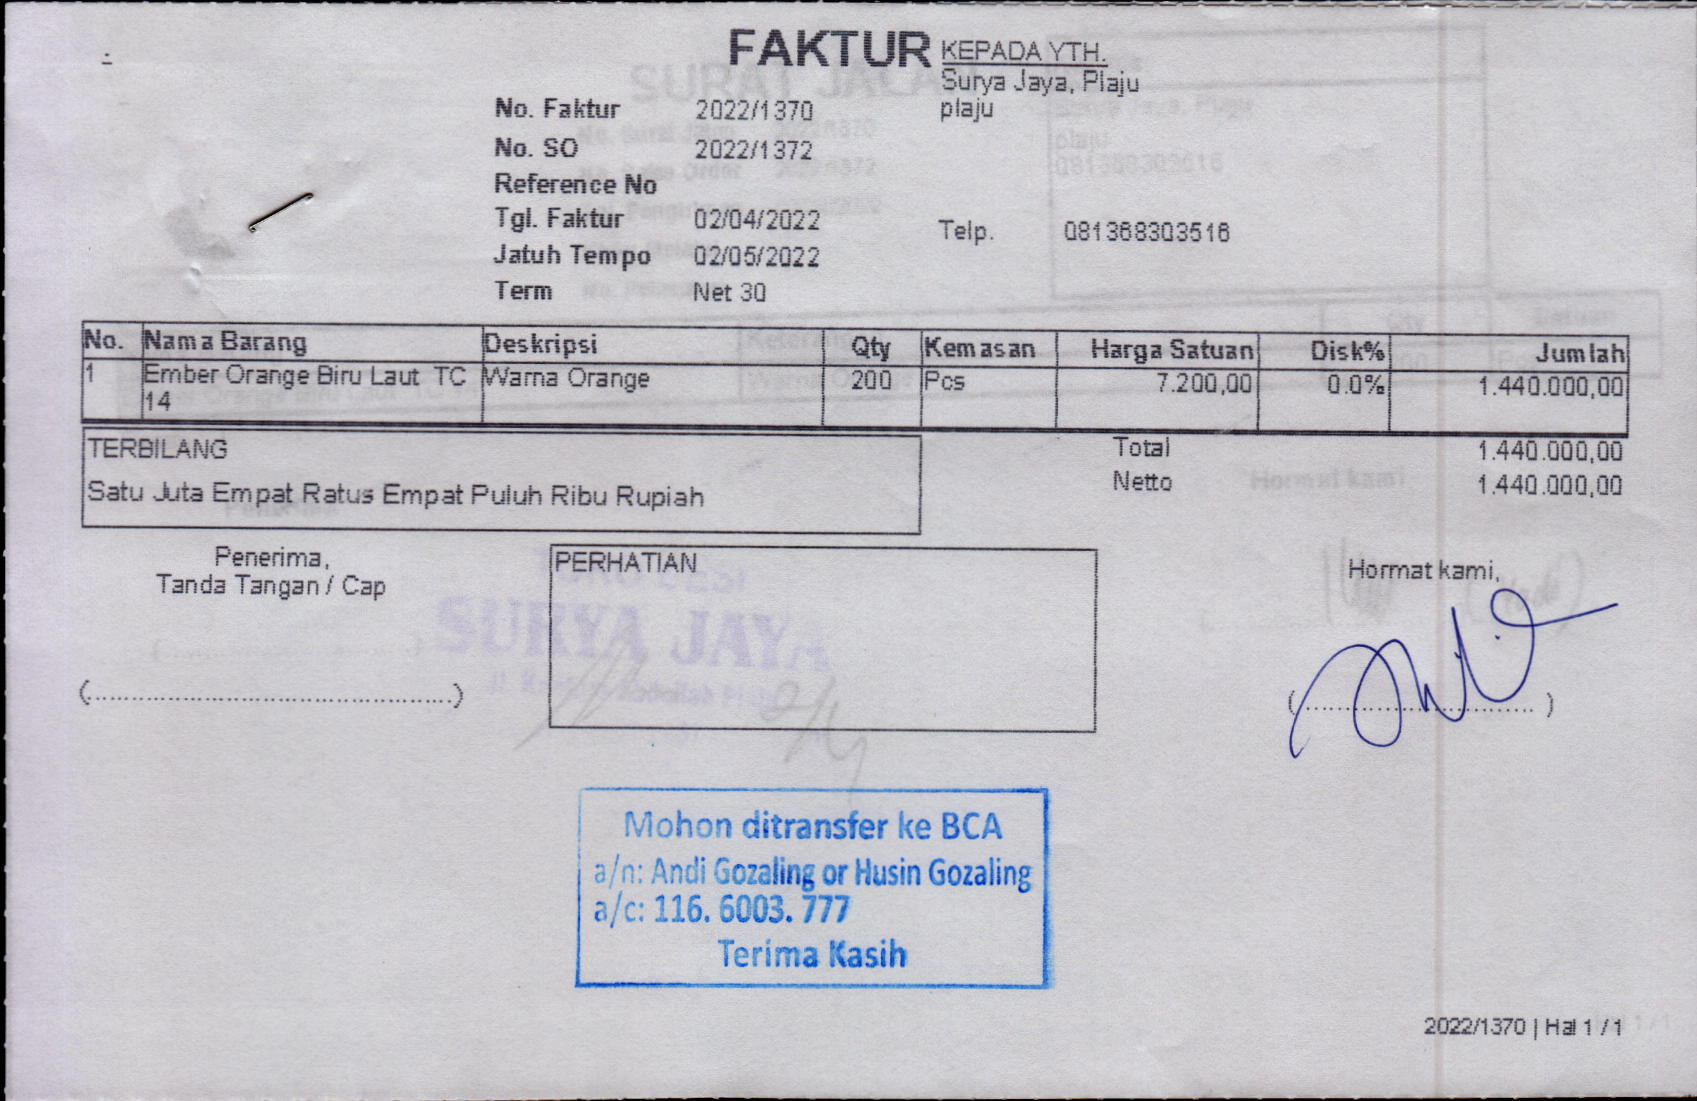 FAKTUR
KEPADA YTH.
Surya Jaya, Plaju
plaju
No. Faktur 2022/1370
No. SO 2022/1372
Reference No
Tgl. Faktur 02/04/2022
Telp. 081368303516
Jatuh Tempo 02/05/2022
Term Net 30
No. Nama Barang Deskripsi Qty Kemasan Harga Satuan Disk% Jumlah
1 Ember Orange Biru Laut TC Warna Orange 200 Pcs 7.200,00 0.0% 1.440.000,00
14
TERBILANG
Total 1.440.000,00
Netto 1.440.000,00
Satu Juta Empat Ratus Empat Puluh Ribu Rupiah
Penerima,
Tanda Tangan / Cap
(..............................................)
PERHATIAN
SURYA JAYA
Hormat kami,
(................................)
Mohon ditransfer ke BCA
a/n: Andi Gozaling or Husin Gozaling
a/c: 116. 6003. 777
Terima Kasih
2022/1370 | Hal 1 / 1